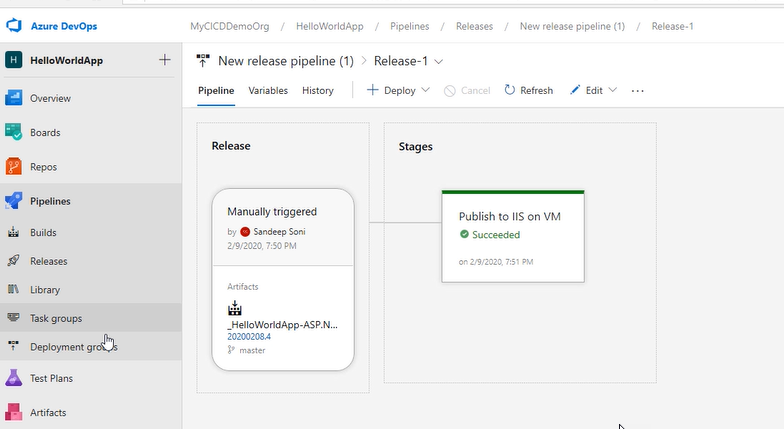 Azure DevOps
MyCICDDemoOrg / HelloWorldApp / Pipelines / Releases / New release pipeline (1) / Release-1
H HelloWorldApp +
New release pipeline (1) > Release-1
Pipeline Variables History + Deploy Cancel Refresh Edit ...
Overview
Boards
Repos
Pipelines
Builds
Releases
Library
Task groups
Deployment groups
Test Plans
Artifacts
Release
Manually triggered
by Sandeep Soni
2/9/2020, 7:50 PM
Artifacts
_HelloWorldApp-ASP.N...
20200208.4
master
Stages
Publish to IIS on VM
Succeeded
on 2/9/2020, 7:51 PM